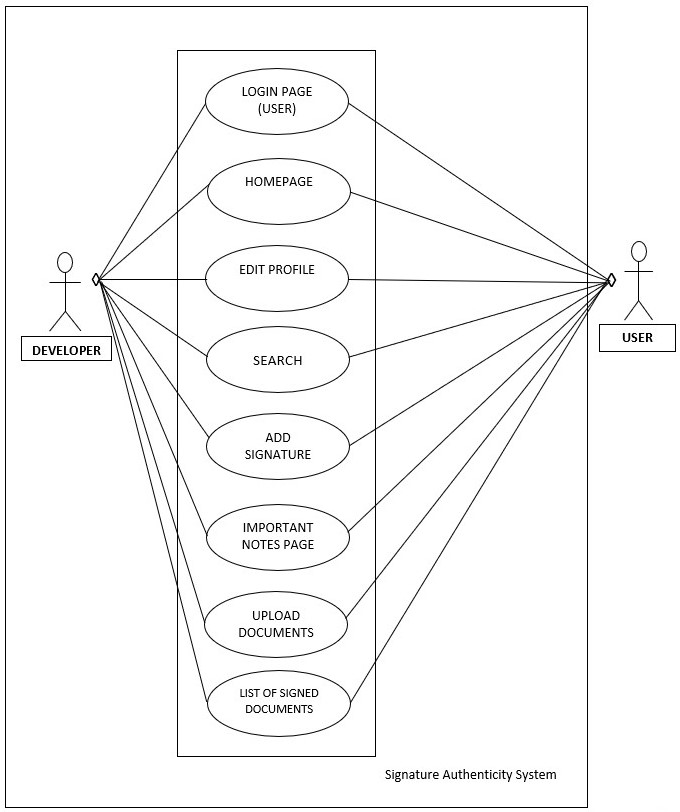 LOGIN PAGE
(USER)
HOMEPAGE
EDIT PROFILE
SEARCH
ADD
SIGNATURE
IMPORTANT
NOTES PAGE
UPLOAD
DOCUMENTS
LIST OF SIGNED
DOCUMENTS
DEVELOPER
USER
Signature Authenticity System